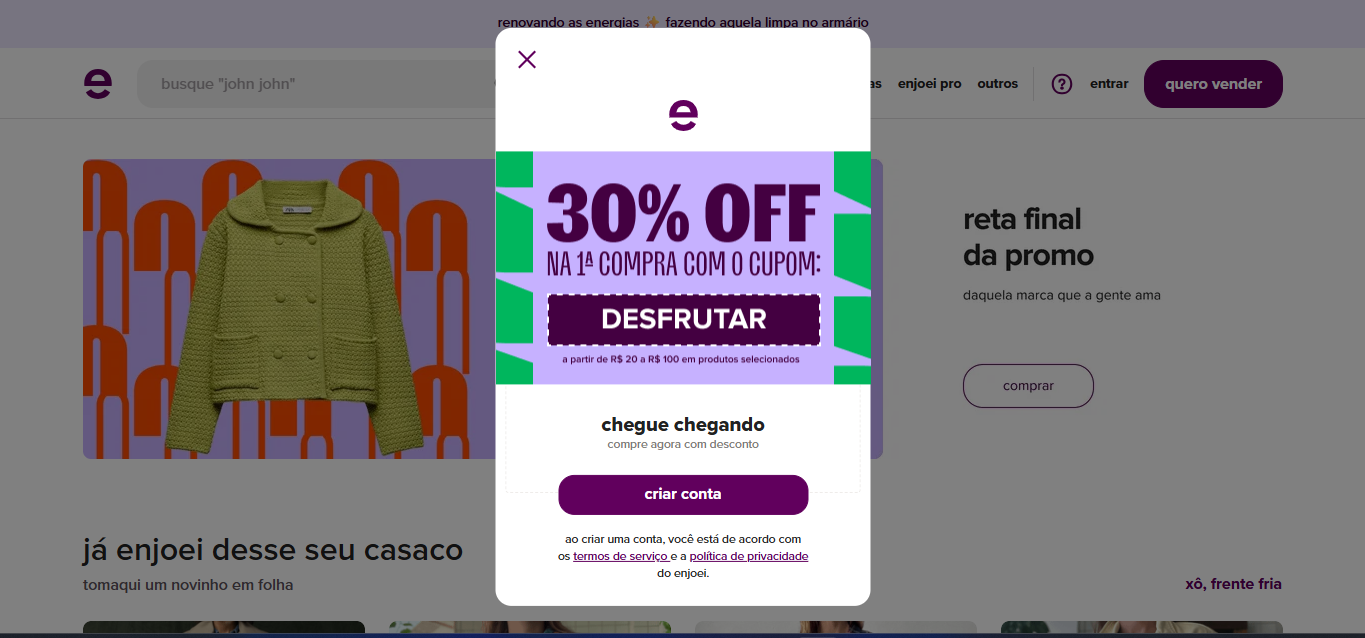 renovando as energias ✨ fazendo aquela limpa no armário
busque "john john"
enjoei pro
outros
?
entrar
quero vender
e
30% OFF
NA 1ª COMPRA COM O CUPOM:
DESFRUTAR
a partir de R$ 20 a R$ 100 em produtos selecionados
chegue chegando
compre agora com desconto
criar conta
ao criar uma conta, você está de acordo com
os termos de serviço e a política de privacidade
do enjoei.
reta final
da promo
daquela marca que a gente ama
comprar
já enjoei desse seu casaco
tomaqui um novinho em folha
xô, frente fria